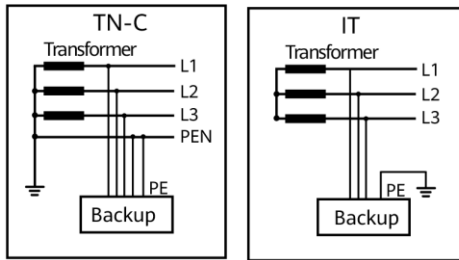 TN-C
Transformer
L1
L2
L3
PEN
PE
Backup
IT
Transformer
L1
L2
L3
PE
Backup